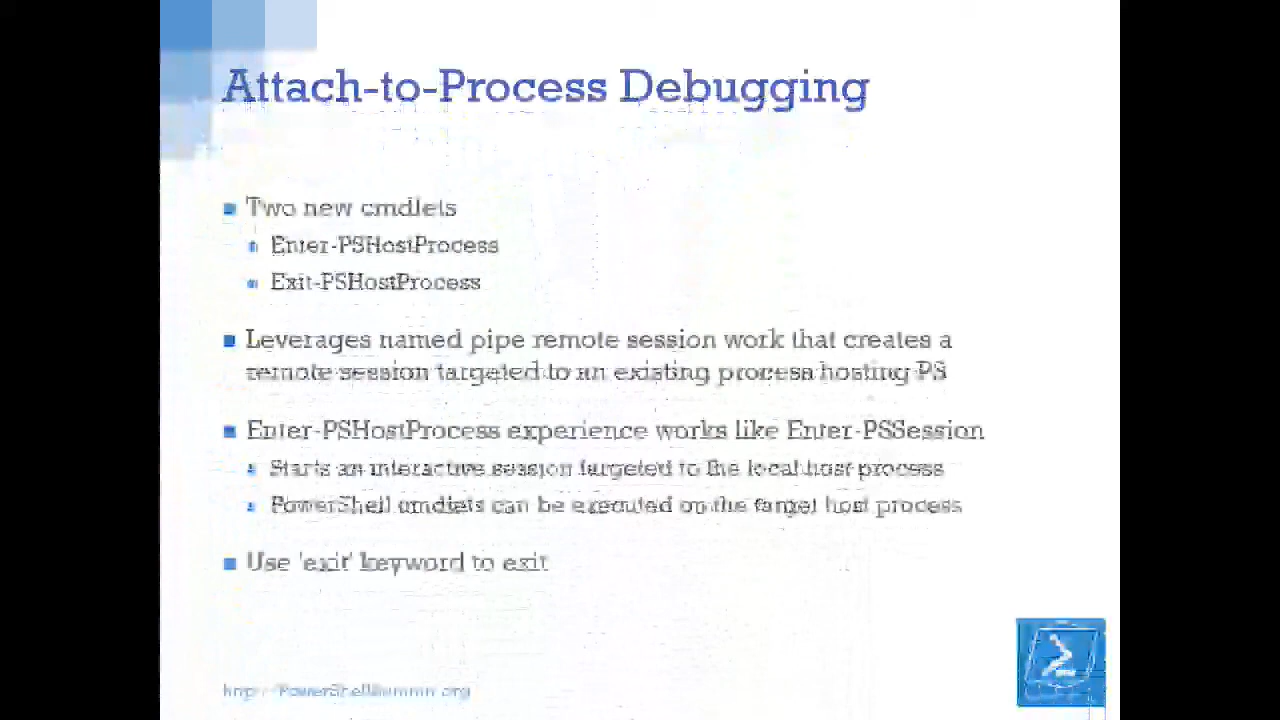 Attach-to-Process Debugging
Two new cmdlets
Enter-PSHostProcess
Exit-PSHostProcess
Leverages named pipe remote session work that creates a
remote session targeted to an existing process hosting PS
Enter-PSHostProcess experience works like Enter-PSSession
Starts an interactive session targeted to the local host process
PowerShell cmdlets can be executed on the target host process
Use 'exit' keyword to exit
http://PowerShellSummit.org